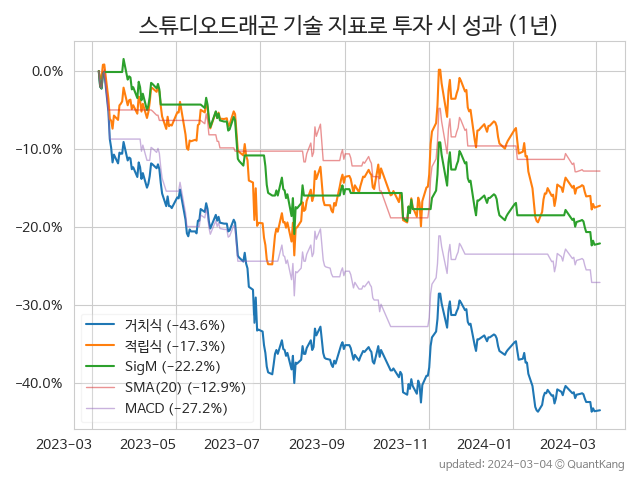 스튜디오드래곤 기술 지표로 투자 시 성과 (1년)
0.0%
−10.0%
−20.0%
−30.0%
−40.0%
거치식 (−43.6%)
적립식 (−17.3%)
SigM (−22.2%)
SMA(20) (−12.9%)
MACD (−27.2%)
2023-03 2023-05 2023-07 2023-09 2023-11 2024-01 2024-03
updated: 2024-03-04 © QuantKang